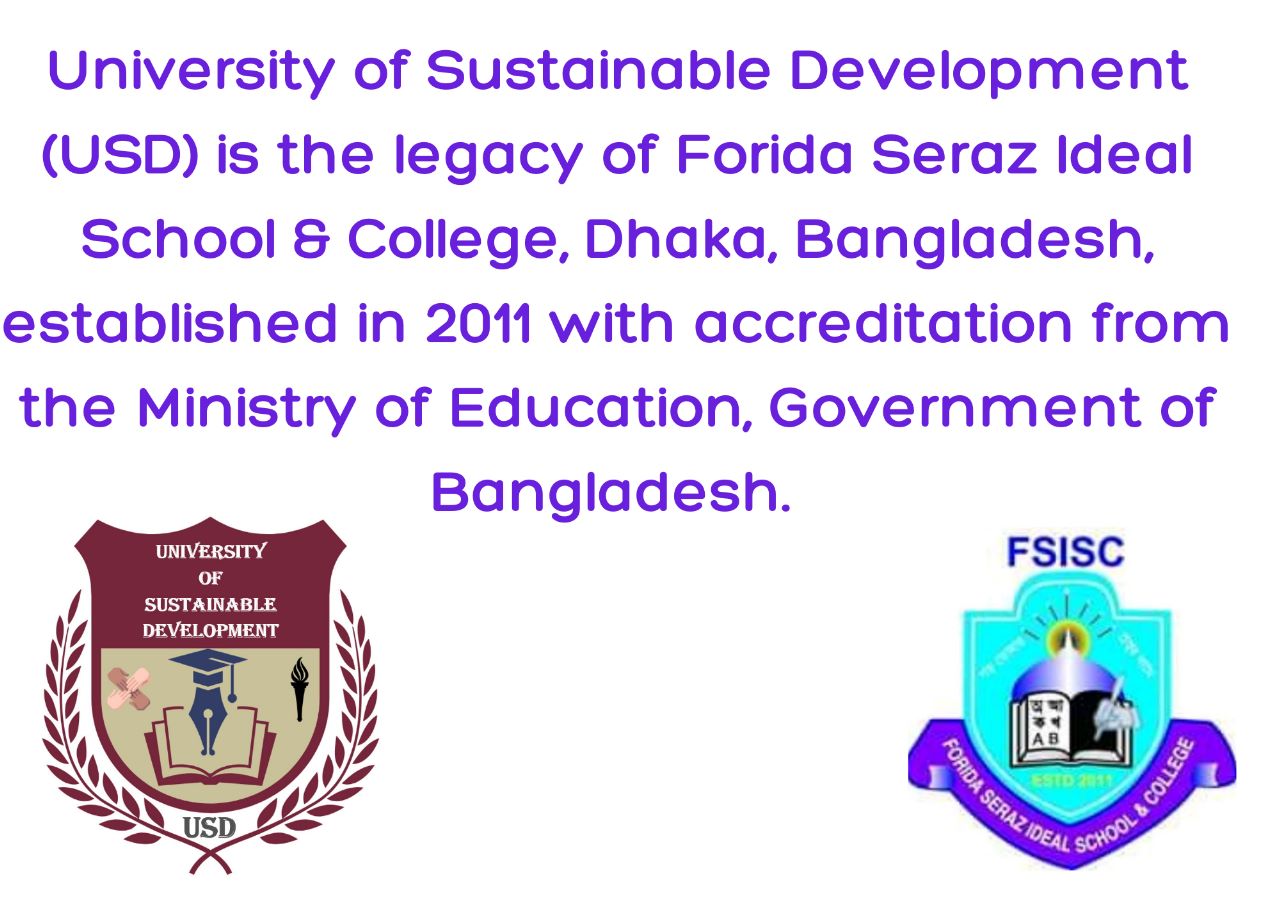 University of Sustainable Development
(USD) is the legacy of Forida Seraz Ideal
School & College, Dhaka, Bangladesh,
established in 2011 with accreditation from
the Ministry of Education, Government of
Bangladesh.
UNIVERSITY
OF
SUSTAINABLE
DEVELOPMENT
USD
FSISC
অ আ
ক খ
A B
ESTD 2011
FORIDA SERAZ IDEAL SCHOOL & COLLEGE